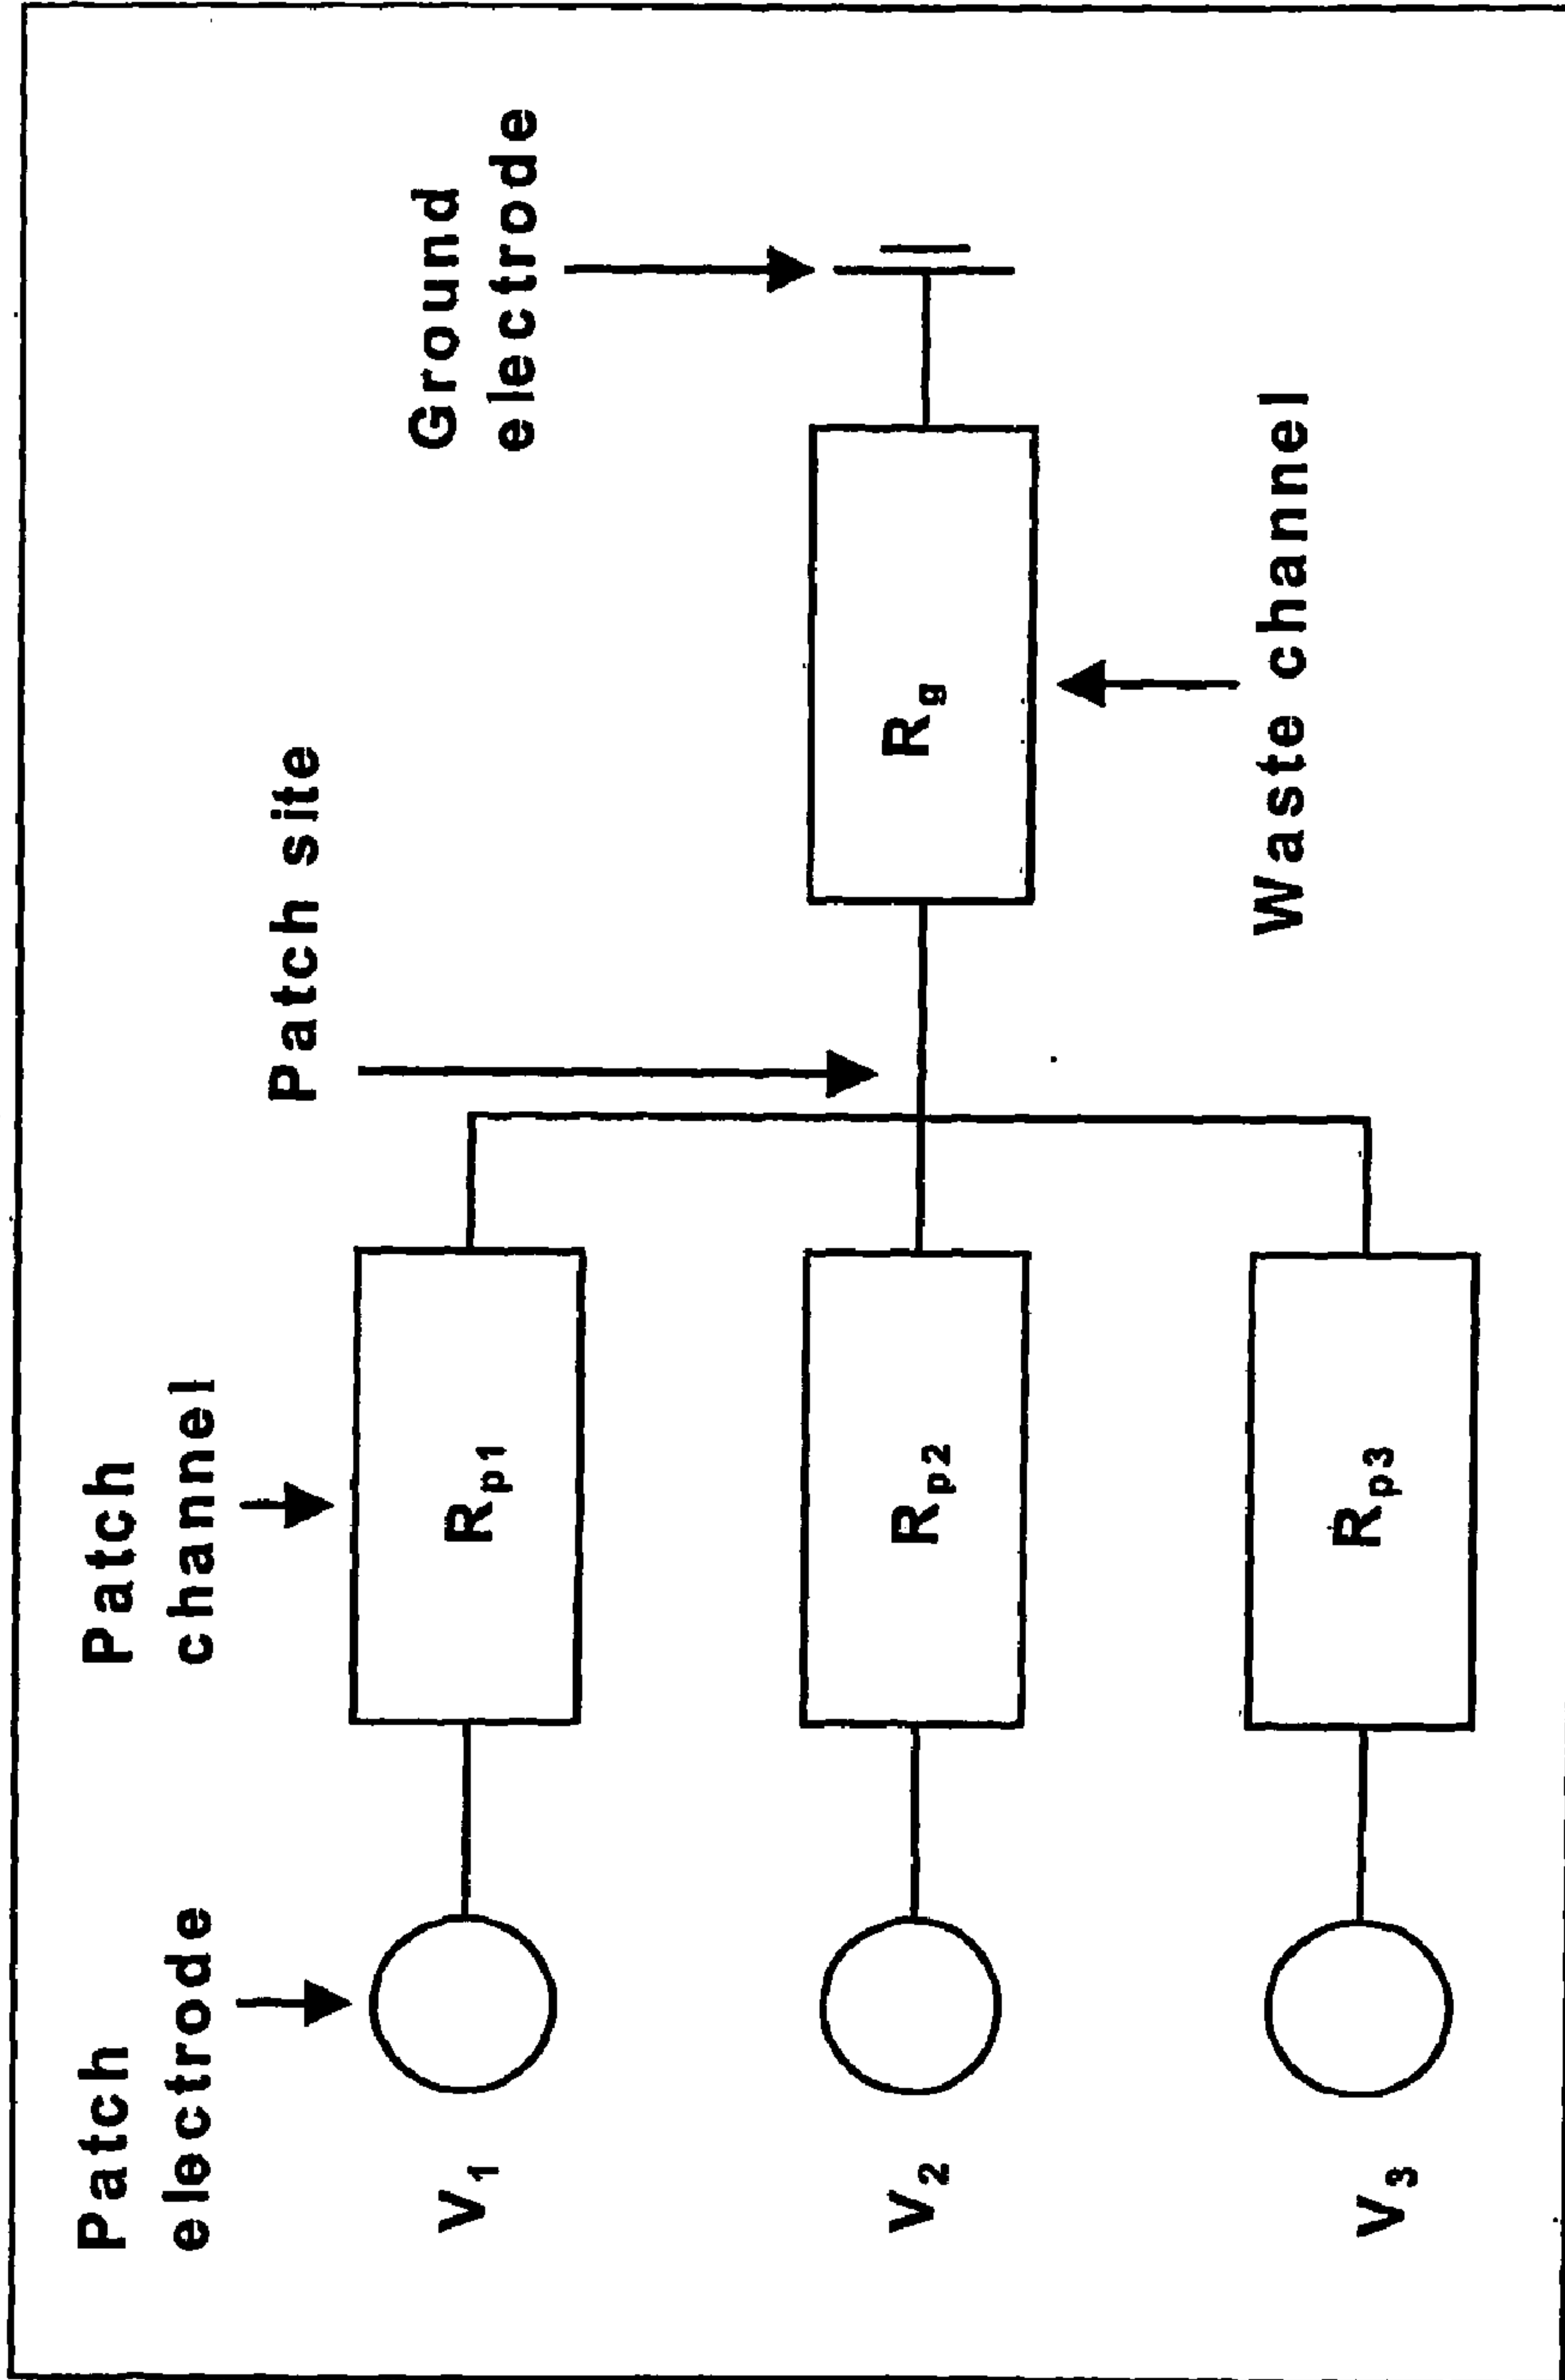 Patch
electrode
Patch
channel
Patch site
Ground
electrode
V1
Rp1
V2
Rp2
Rg
V3
Rp3
Waste channel